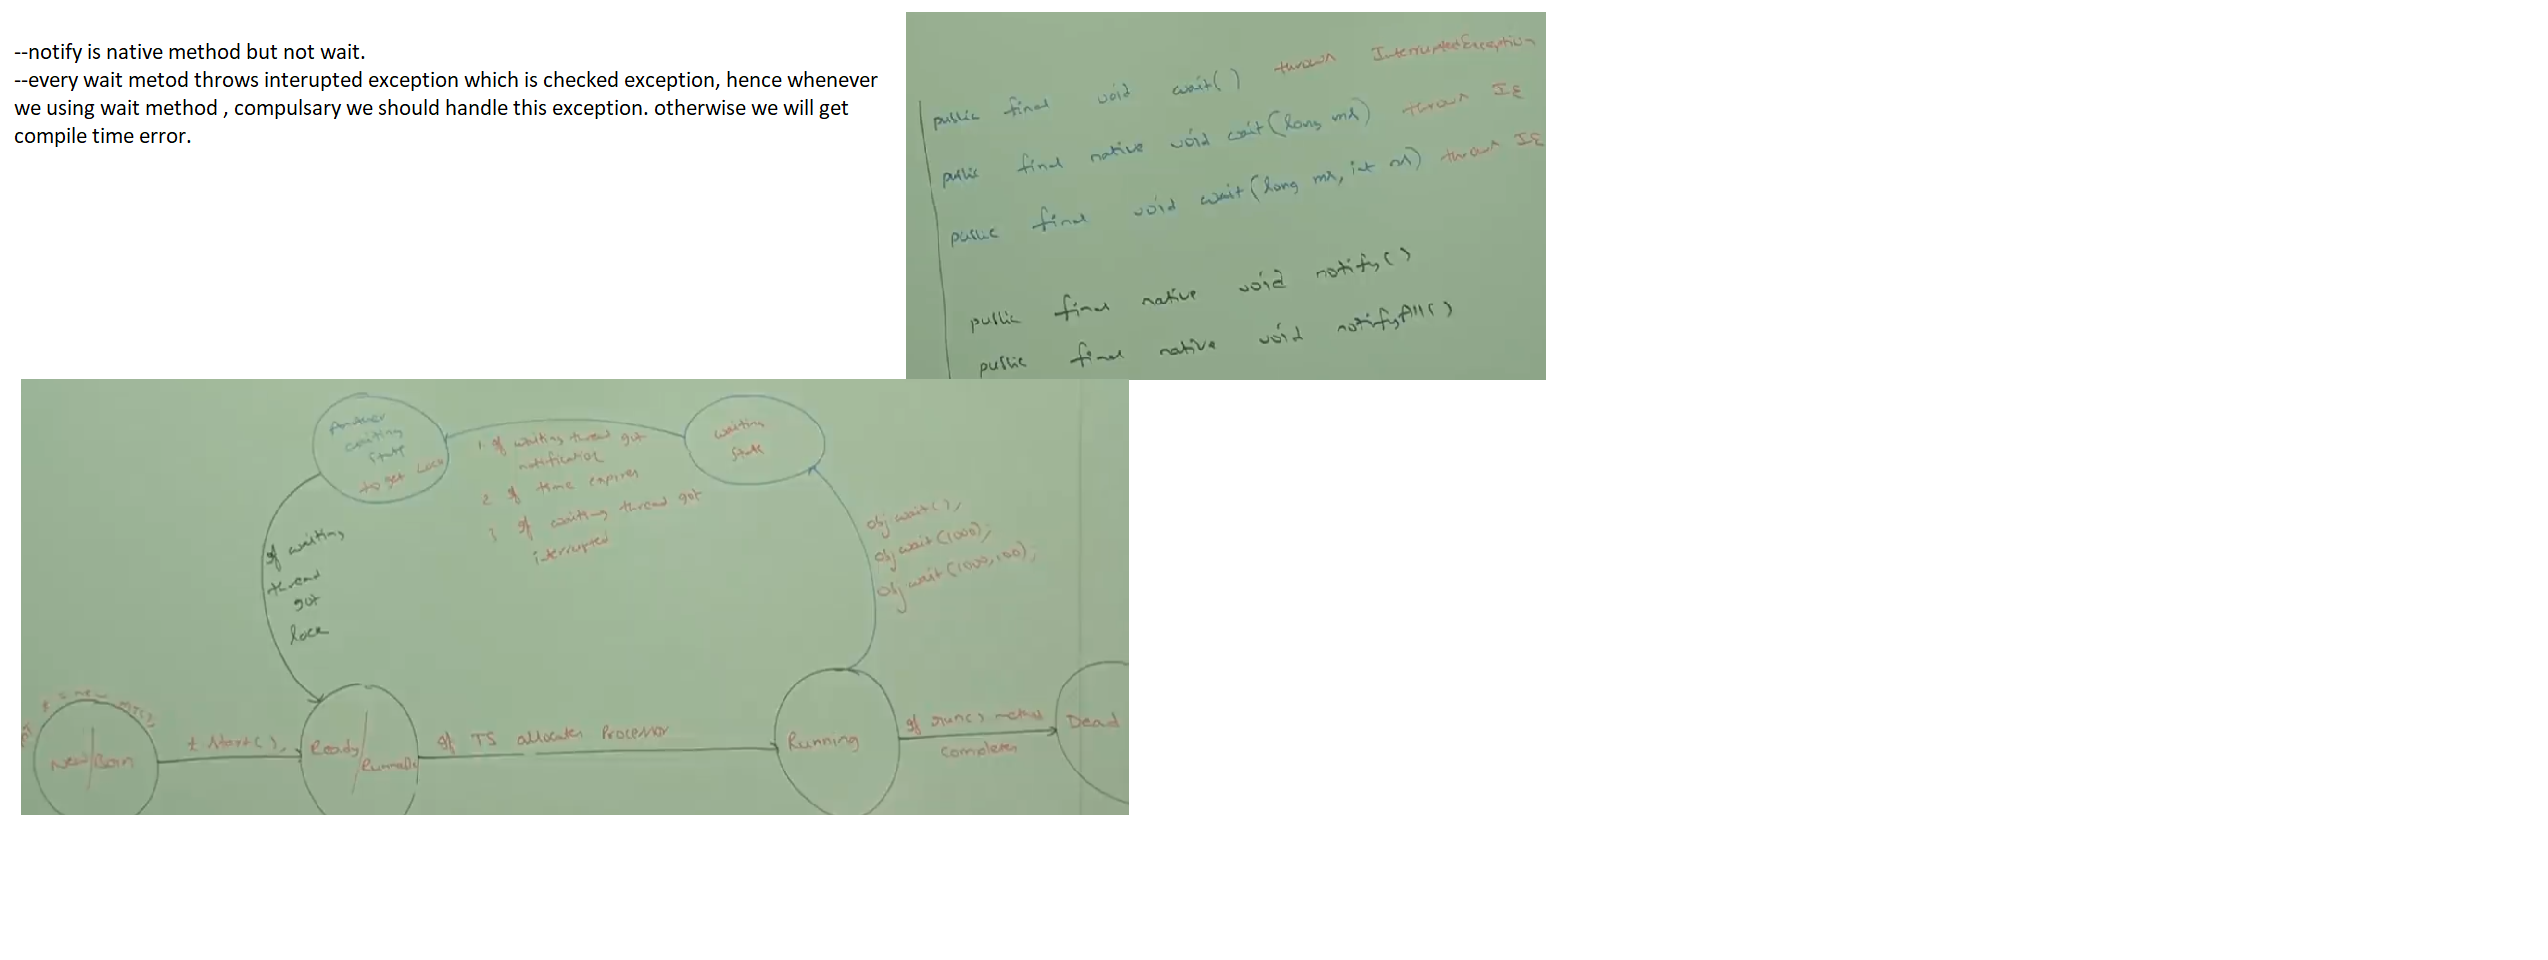 --notify is native method but not wait.
--every wait metod throws interupted exception which is checked exception, hence whenever
we using wait method , compulsary we should handle this exception. otherwise we will get
compile time error.
public final void wait() throws InterruptedException
public final native void wait(long ms) throws IE
public final void wait(long ms, int ns) throws IE
public final native void notify()
public final native void notifyAll()
Another
waiting
State
to get Lock
1. If waiting thread got
notification
2 If time expires
3 If waiting thread got
interrupted
waiting
State
obj.wait();
obj.wait(1000);
obj.wait(1000,100);
If waiting
thread
got
lock
= new
MT();
New/Born
t.start();
Ready/
Runnable
If TS allocates Processor
Running
If run() method
completes
Dead